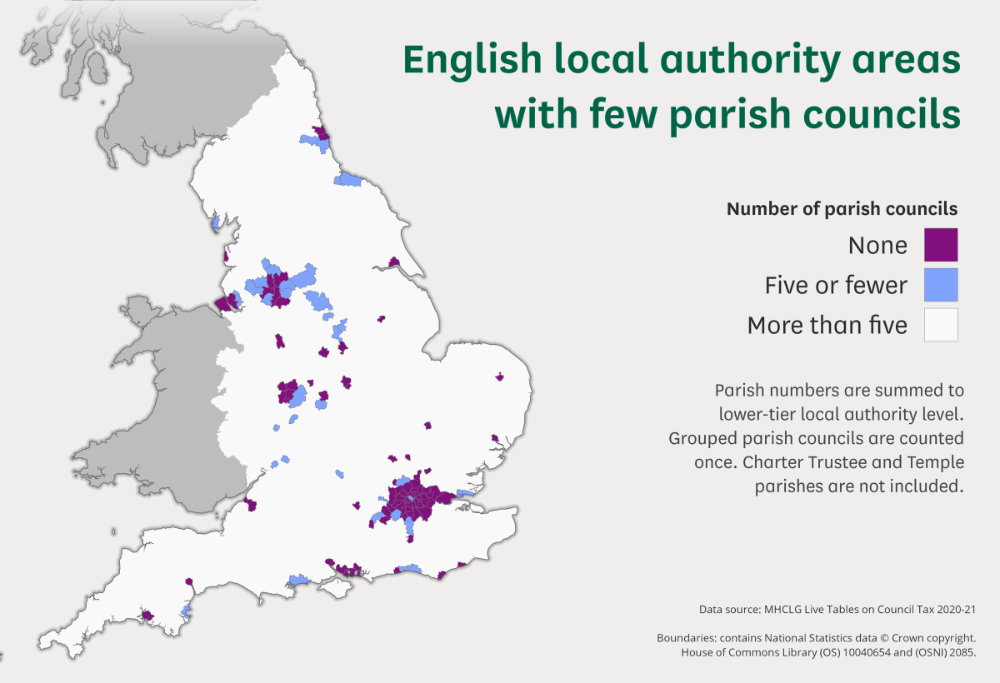 English local authority areas
with few parish councils
Number of parish councils
None
Five or fewer
More than five
Parish numbers are summed to
lower-tier local authority level.
Grouped parish councils are counted
once. Charter Trustee and Temple
parishes are not included.
Data source: MHCLG Live Tables on Council Tax 2020-21
Boundaries: contains National Statistics data © Crown copyright.
House of Commons Library (OS) 10040654 and (OSNI) 2085.